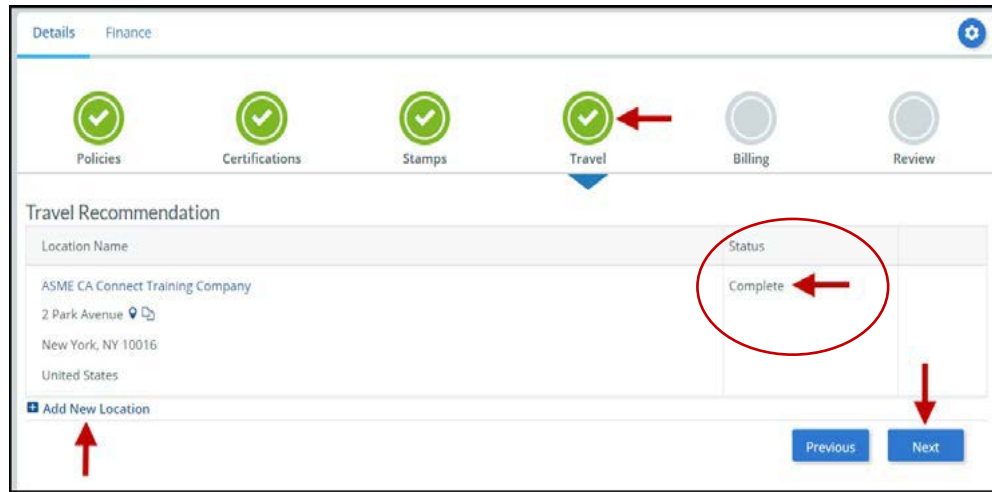 Details Finance
Policies Certifications Stamps Travel Billing Review
Travel Recommendation
Location Name Status
ASME CA Connect Training Company Complete
2 Park Avenue
New York, NY 10016
United States
Add New Location
Previous Next